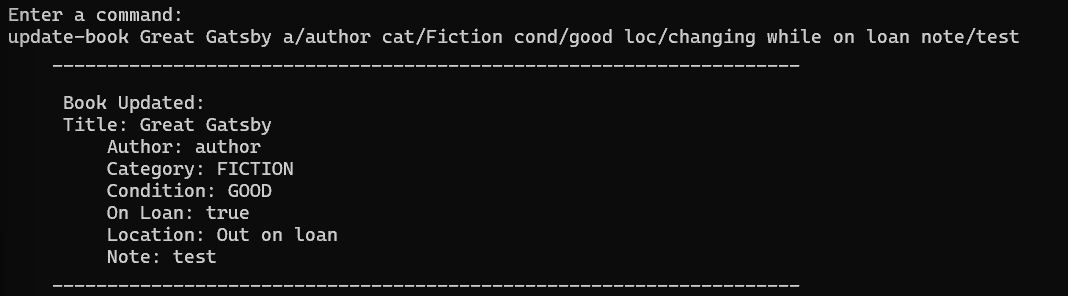 Enter a command:
update-book Great Gatsby a/author cat/Fiction cond/good loc/changing while on loan note/test
____________________________________________________________________
Book Updated:
Title: Great Gatsby
Author: author
Category: FICTION
Condition: GOOD
On Loan: true
Location: Out on loan
Note: test
____________________________________________________________________